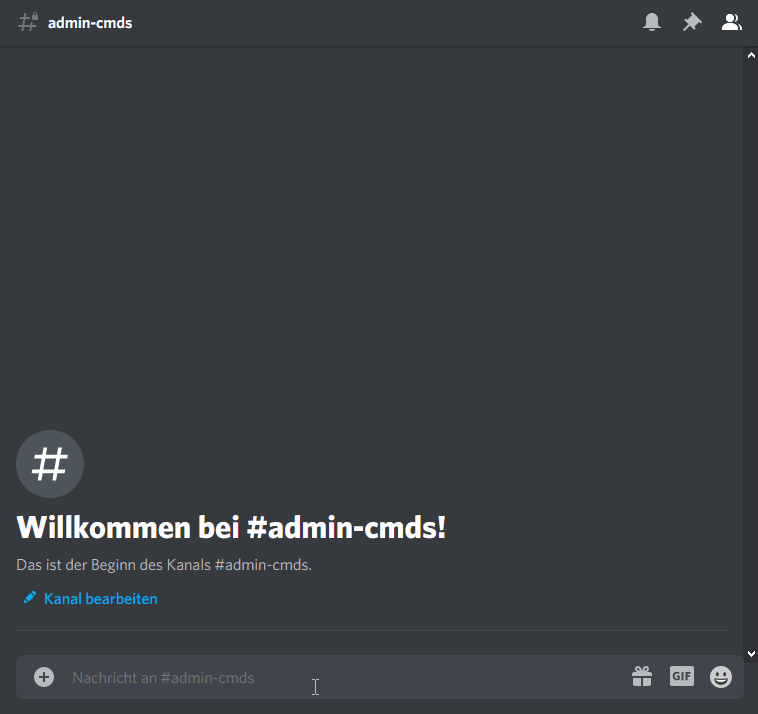 admin-cmds
Willkommen bei #admin-cmds!
Das ist der Beginn des Kanals #admin-cmds.
Kanal bearbeiten
Nachricht an #admin-cmds
GIF